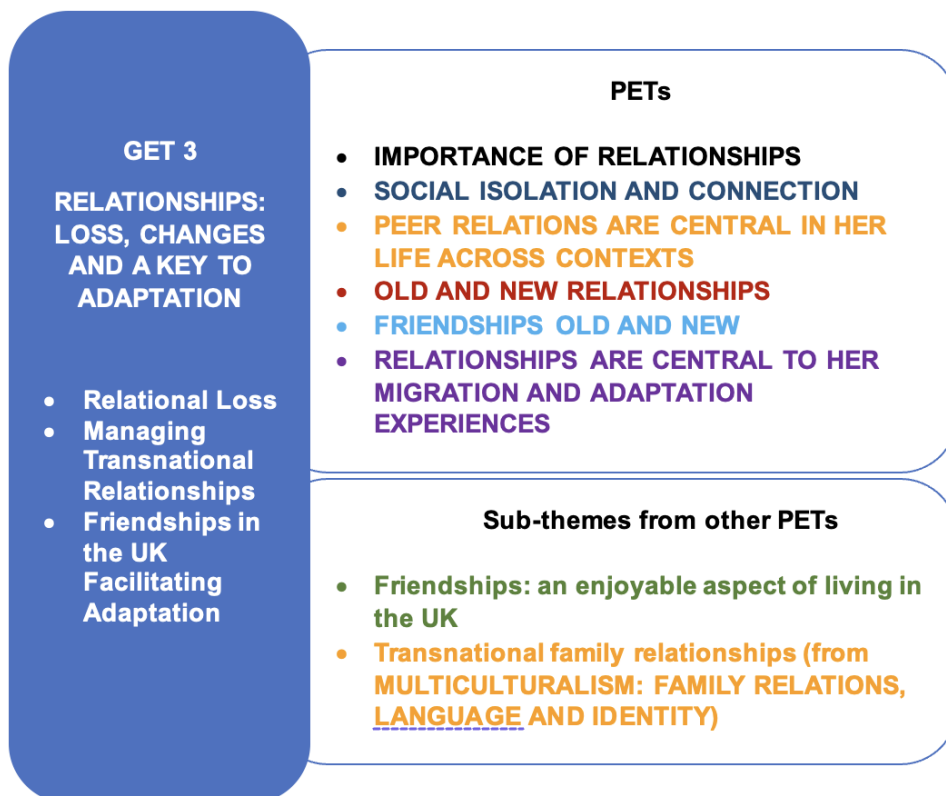 GET 3
RELATIONSHIPS:
LOSS, CHANGES
AND A KEY TO
ADAPTATION
• Relational Loss
• Managing
Transnational
Relationships
• Friendships in
the UK
Facilitating
Adaptation
PETs
• IMPORTANCE OF RELATIONSHIPS
• SOCIAL ISOLATION AND CONNECTION
• PEER RELATIONS ARE CENTRAL IN HER
LIFE ACROSS CONTEXTS
• OLD AND NEW RELATIONSHIPS
• FRIENDSHIPS OLD AND NEW
• RELATIONSHIPS ARE CENTRAL TO HER
MIGRATION AND ADAPTATION
EXPERIENCES
Sub-themes from other PETs
• Friendships: an enjoyable aspect of living in
the UK
• Transnational family relationships (from
MULTICULTURALISM: FAMILY RELATIONS,
LANGUAGE AND IDENTITY)